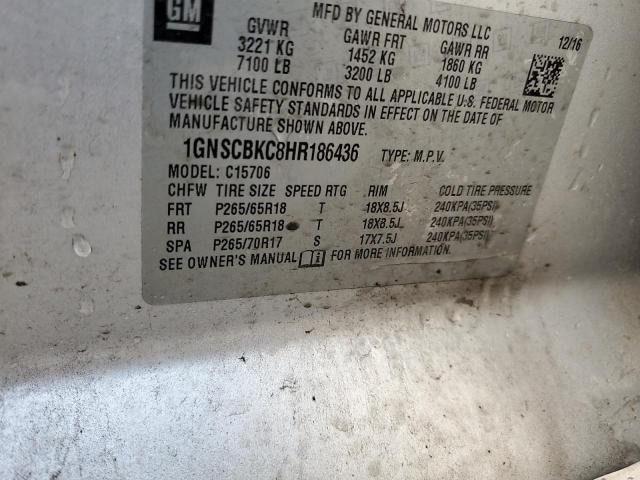 GM
MFD BY GENERAL MOTORS LLC
GVWR GAWR FRT GAWR RR 12/16
3221 KG 1452 KG 1860 KG
7100 LB 3200 LB 4100 LB
THIS VEHICLE CONFORMS TO ALL APPLICABLE U.S. FEDERAL MOTOR
VEHICLE SAFETY STANDARDS IN EFFECT ON THE DATE OF
MANUFACTURE SHOWN ABOVE.
1GNSCBKC8HR186436 TYPE: M.P.V.
MODEL: C15706
CHFW TIRE SIZE SPEED RTG RIM COLD TIRE PRESSURE
FRT P265/65R18 T 18X8.5J 240KPA(35PSI)
RR P265/65R18 T 18X8.5J 240KPA(35PSI)
SPA P265/70R17 S 17X7.5J 240KPA(35PSI)
SEE OWNER'S MANUAL FOR MORE INFORMATION.